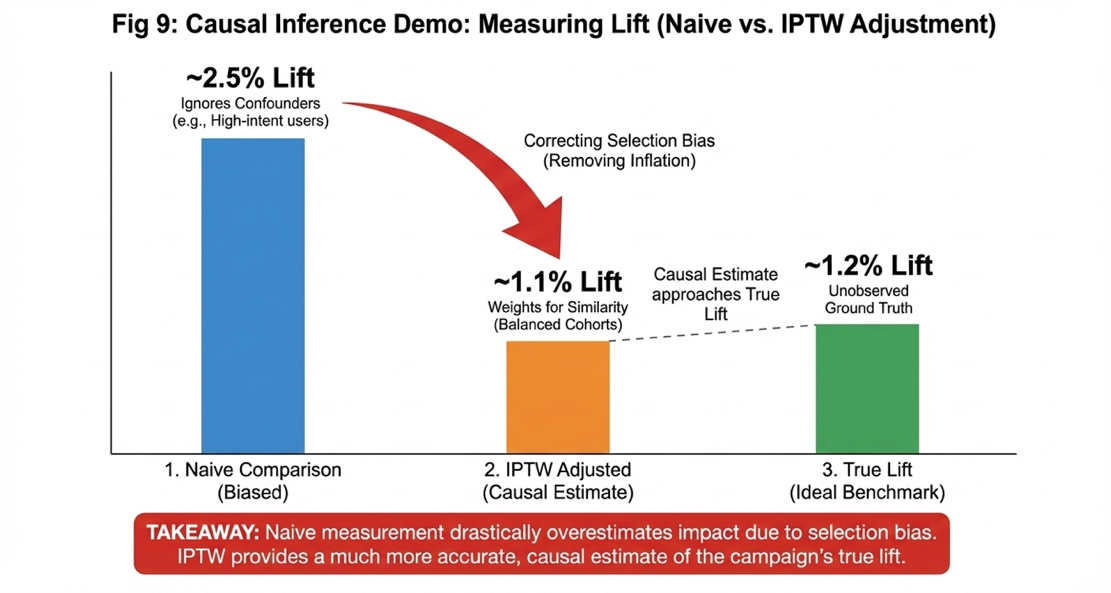 Fig 9: Causal Inference Demo: Measuring Lift (Naive vs. IPTW Adjustment)
~2.5% Lift
Ignores Confounders
(e.g., High-intent users)
Correcting Selection Bias
(Removing Inflation)
~1.1% Lift
Weights for Similarity
(Balanced Cohorts)
Causal Estimate
approaches True
Lift
~1.2% Lift
Unobserved
Ground Truth
1. Naive Comparison
(Biased)
2. IPTW Adjusted
(Causal Estimate)
3. True Lift
(Ideal Benchmark)
TAKEAWAY: Naive measurement drastically overestimates impact due to selection bias.
IPTW provides a much more accurate, causal estimate of the campaign's true lift.